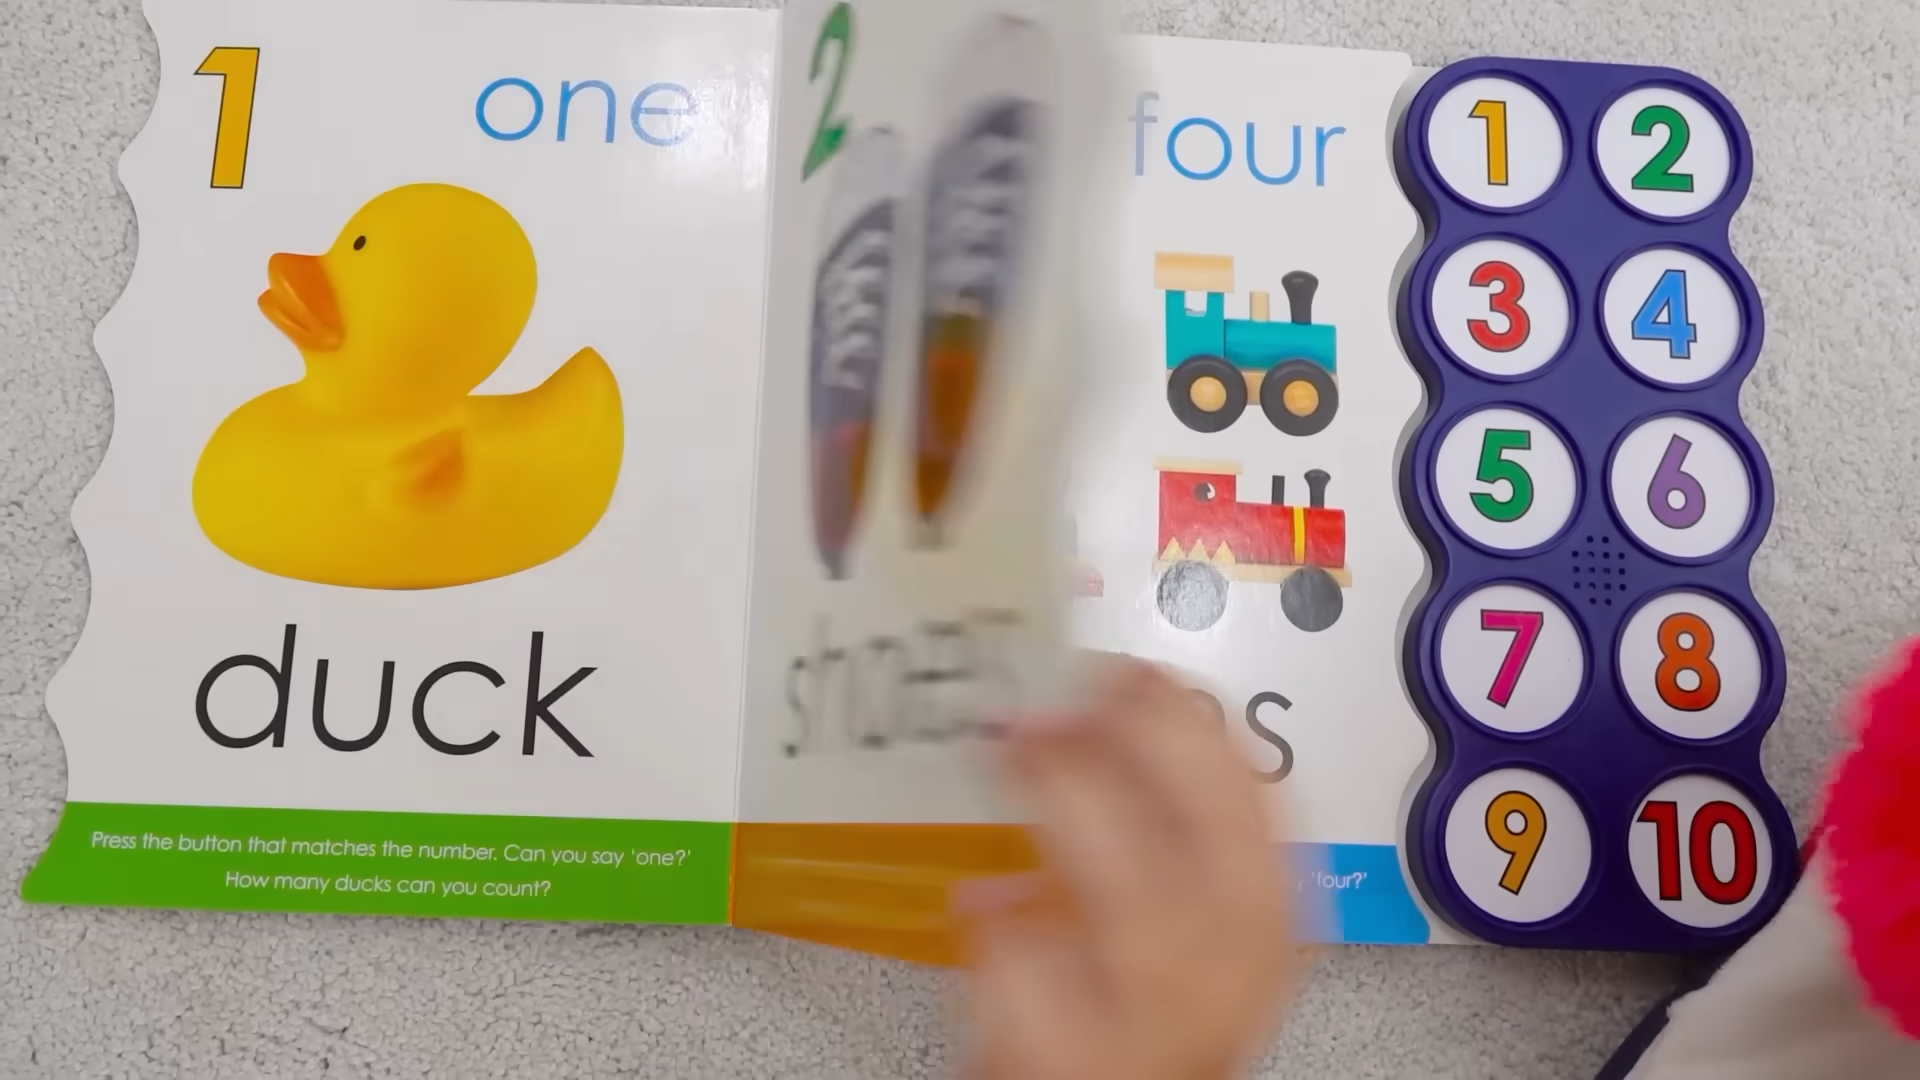 1
one
duck
Press the button that matches the number. Can you say 'one?'
How many ducks can you count?
2
four
'four?'
1
2
3
4
5
6
7
8
9
10